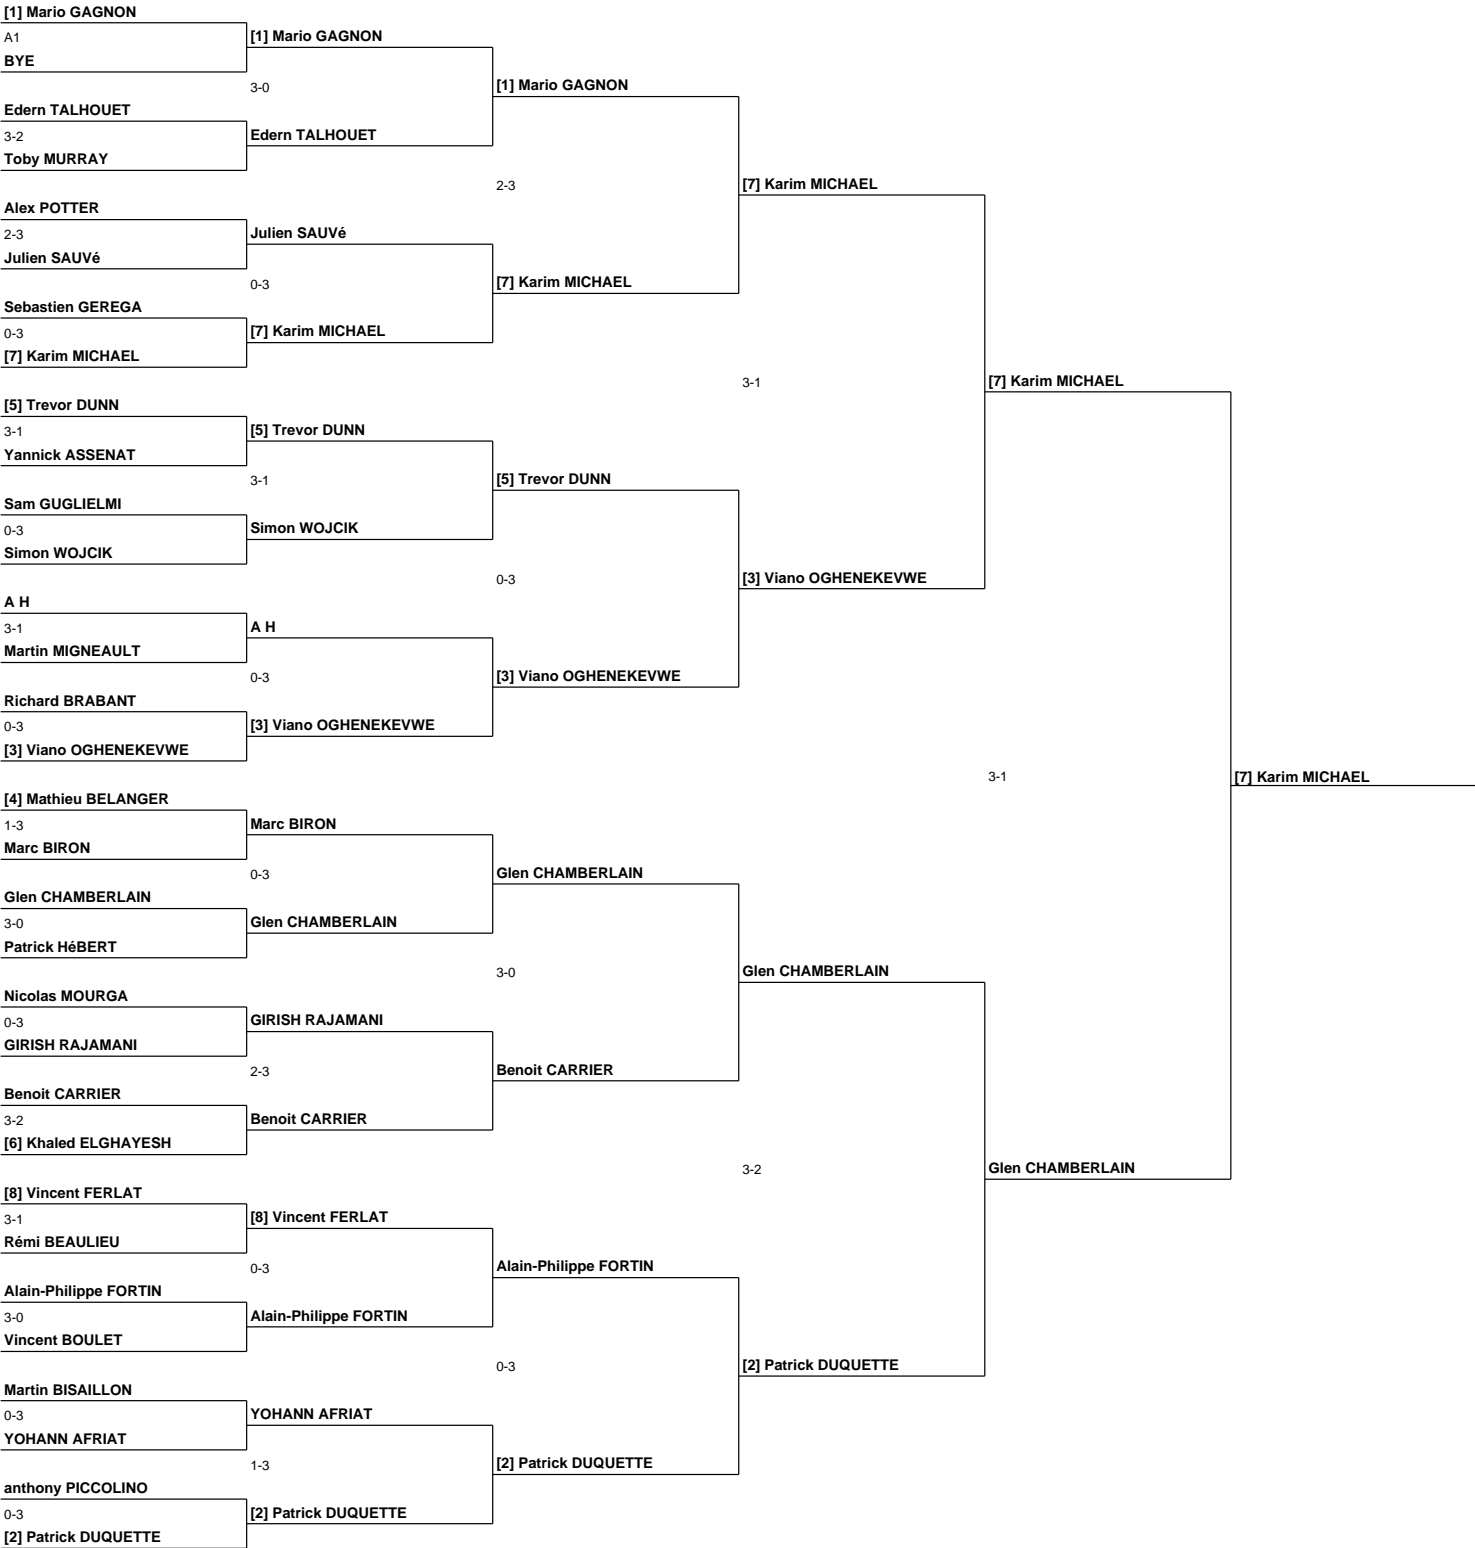 [1] Mario GAGNON
A1
BYE
Edern TALHOUET
3-2
Toby MURRAY
Alex POTTER
2-3
Julien SAUVé
Sebastien GEREGA
0-3
[7] Karim MICHAEL
[5] Trevor DUNN
3-1
Yannick ASSENAT
Sam GUGLIELMI
0-3
Simon WOJCIK
A H
3-1
Martin MIGNEAULT
Richard BRABANT
0-3
[3] Viano OGHENEKEVWE
[4] Mathieu BELANGER
1-3
Marc BIRON
Glen CHAMBERLAIN
3-0
Patrick HéBERT
Nicolas MOURGA
0-3
GIRISH RAJAMANI
Benoit CARRIER
3-2
[6] Khaled ELGHAYESH
[8] Vincent FERLAT
3-1
Rémi BEAULIEU
Alain-Philippe FORTIN
3-0
Vincent BOULET
Martin BISAILLON
0-3
YOHANN AFRIAT
anthony PICCOLINO
0-3
[2] Patrick DUQUETTE
[1] Mario GAGNON
3-0
Edern TALHOUET
Julien SAUVé
0-3
[7] Karim MICHAEL
[5] Trevor DUNN
3-1
Simon WOJCIK
A H
0-3
[3] Viano OGHENEKEVWE
Marc BIRON
0-3
Glen CHAMBERLAIN
GIRISH RAJAMANI
2-3
Benoit CARRIER
[8] Vincent FERLAT
0-3
Alain-Philippe FORTIN
YOHANN AFRIAT
1-3
[2] Patrick DUQUETTE
[1] Mario GAGNON
2-3
[7] Karim MICHAEL
[5] Trevor DUNN
0-3
[3] Viano OGHENEKEVWE
Glen CHAMBERLAIN
3-0
Benoit CARRIER
Alain-Philippe FORTIN
0-3
[2] Patrick DUQUETTE
[7] Karim MICHAEL
3-1
[3] Viano OGHENEKEVWE
Glen CHAMBERLAIN
3-2
[2] Patrick DUQUETTE
[7] Karim MICHAEL
3-1
Glen CHAMBERLAIN
[7] Karim MICHAEL